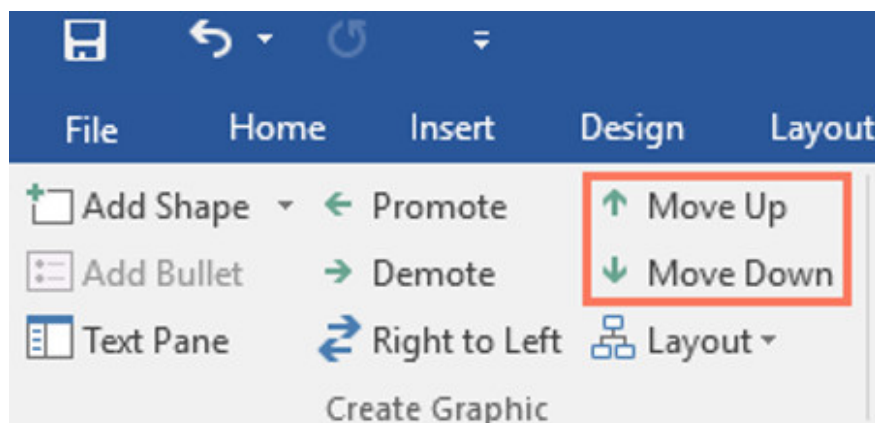 File Home Insert Design Layout
Add Shape Promote Move Up
Add Bullet Demote Move Down
Text Pane Right to Left Layout
Create Graphic